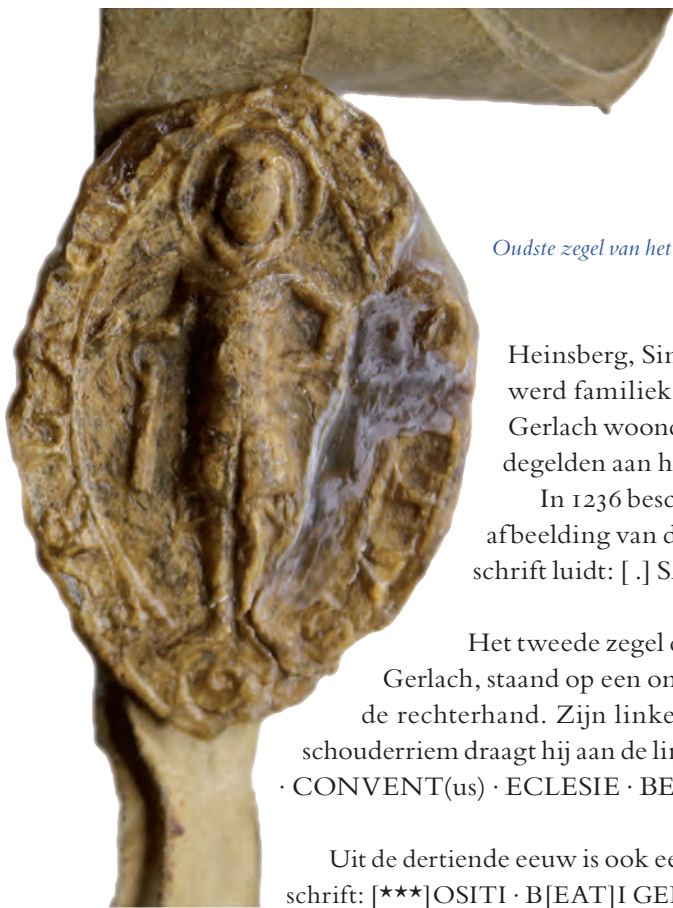 Oudste zegel van het
Heinsberg, Sin
werd familiek
Gerlach woond
degelden aan h
In 1236 besc
afbeelding van d
schrift luidt: [ .] SA
Het tweede zegel
Gerlach, staand op een on
de rechterhand. Zijn linke
schouderriem draagt hij aan de lin
· CONVENT(us) · ECLESIE · BE
Uit de dertiende eeuw is ook ee
schrift: [★★★]OSITI · B[EAT]I GE